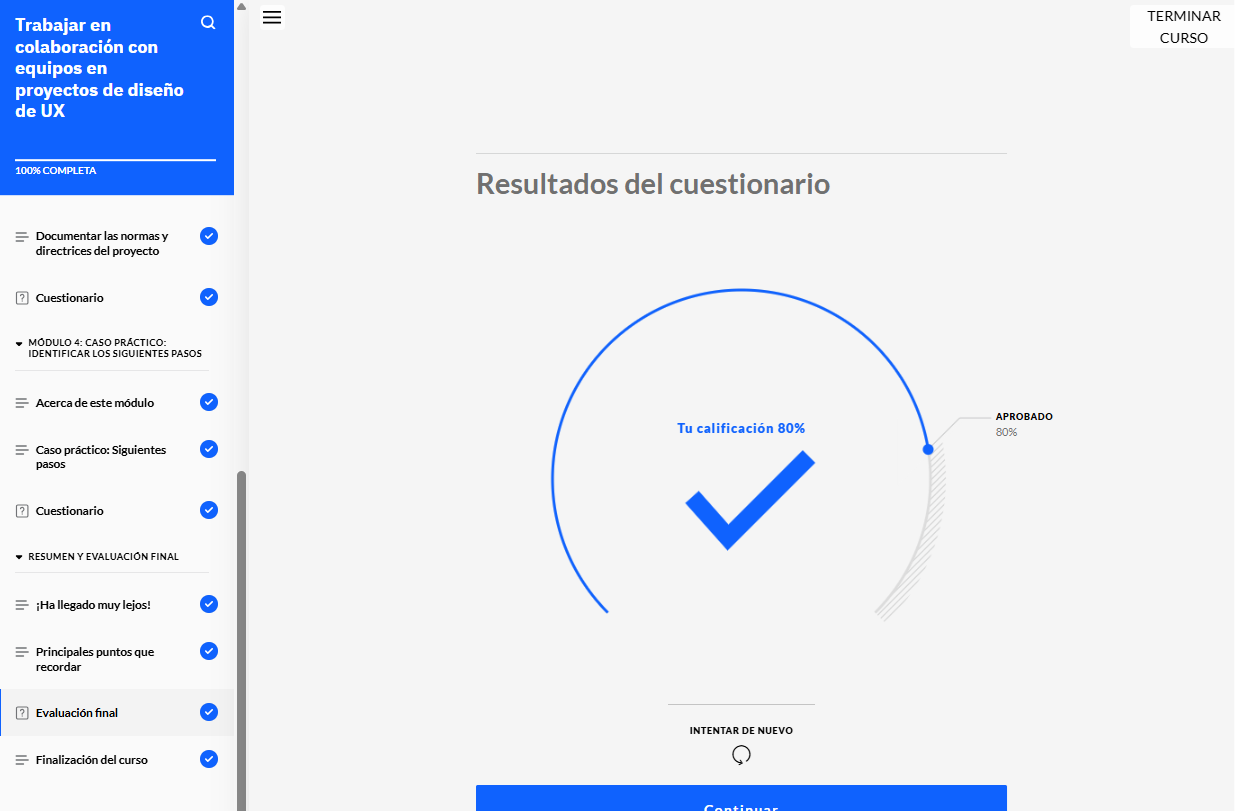 Trabajar en
colaboración con
equipos en
proyectos de diseño
de UX
100% COMPLETA
Documentar las normas y
directrices del proyecto
Cuestionario
MÓDULO 4: CASO PRÁCTICO:
IDENTIFICAR LOS SIGUIENTES PASOS
Acerca de este módulo
Caso práctico: Siguientes
pasos
Cuestionario
RESUMEN Y EVALUACIÓN FINAL
¡Ha llegado muy lejos!
Principales puntos que
recordar
Evaluación final
Finalización del curso
TERMINAR
CURSO
Resultados del cuestionario
Tu calificación 80%
APROBADO
80%
INTENTAR DE NUEVO
Continuar